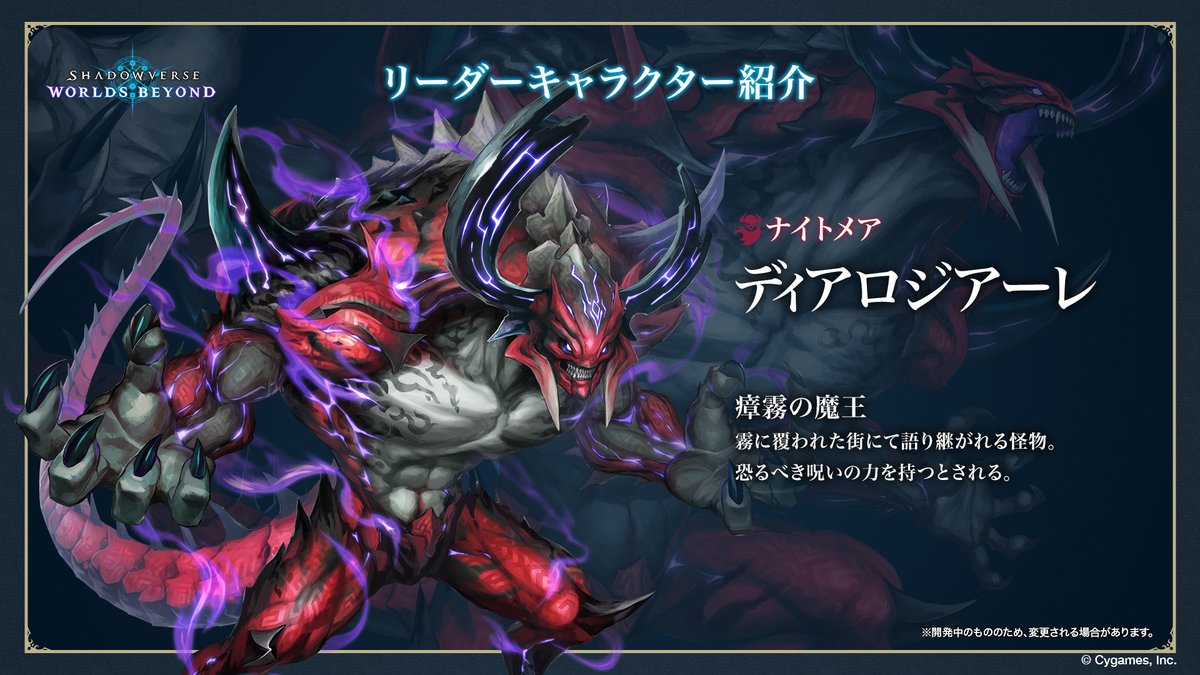 SHADOWVERSE
WORLDS BEYOND
リーダーキャラクター紹介
ナイトメア
ディアロジアーレ
瘴霧の魔王
霧に覆われた街にて語り継がれる怪物。
恐るべき呪いの力を持つとされる。
※開発中のもののため、変更される場合があります。
© Cygames, Inc.